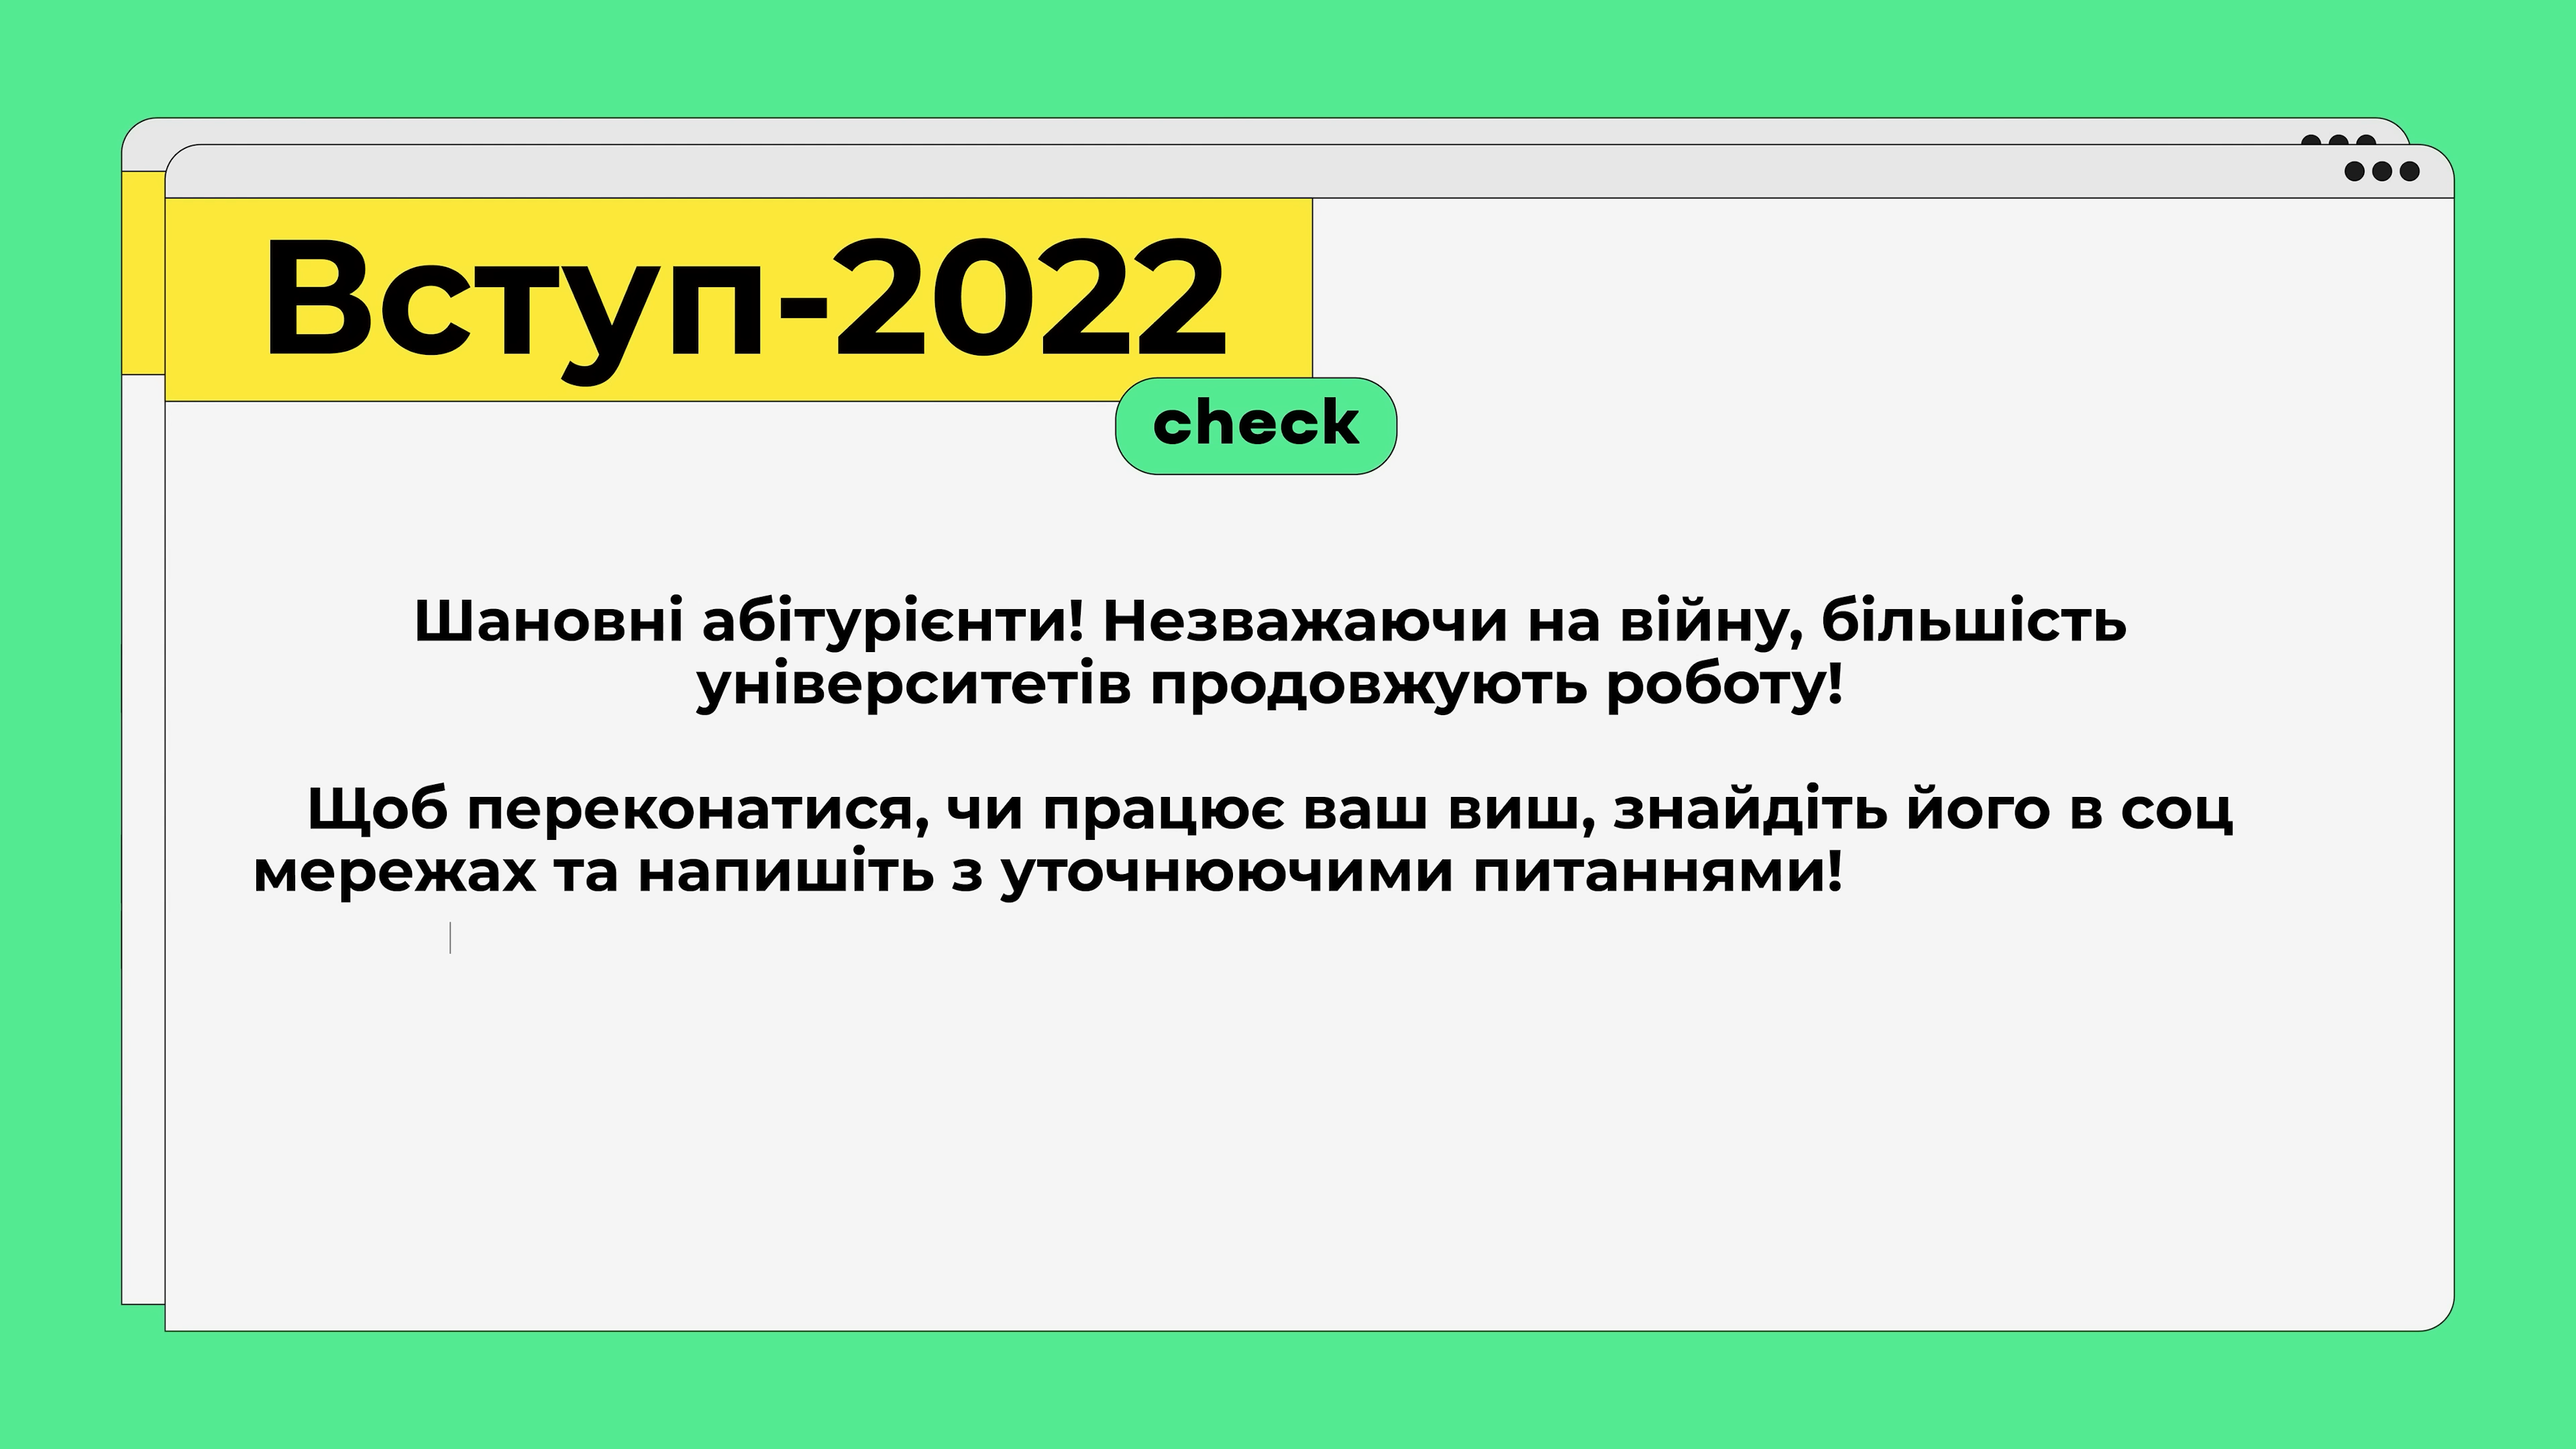 Вступ-2022
check
Шановні абітурієнти! Незважаючи на війну, більшість
університетів продовжують роботу!
Щоб переконатися, чи працює ваш виш, знайдіть його в соц
мережах та напишіть з уточнюючими питаннями!